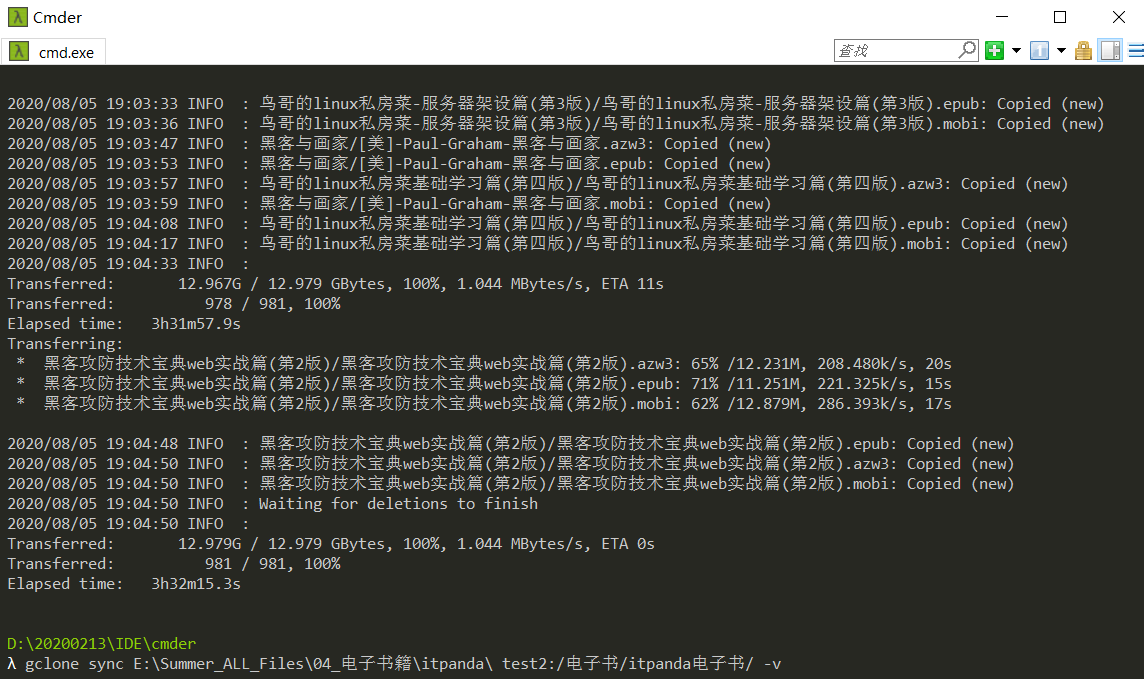 Cmder
cmd.exe
查找
2020/08/05 19:03:33 INFO  : 鸟哥的linux私房菜-服务器架设篇(第3版)/鸟哥的linux私房菜-服务器架设篇(第3版).epub: Copied (new)
2020/08/05 19:03:36 INFO  : 鸟哥的linux私房菜-服务器架设篇(第3版)/鸟哥的linux私房菜-服务器架设篇(第3版).mobi: Copied (new)
2020/08/05 19:03:47 INFO  : 黑客与画家/[美]-Paul-Graham-黑客与画家.azw3: Copied (new)
2020/08/05 19:03:53 INFO  : 黑客与画家/[美]-Paul-Graham-黑客与画家.epub: Copied (new)
2020/08/05 19:03:57 INFO  : 鸟哥的linux私房菜基础学习篇(第四版)/鸟哥的linux私房菜基础学习篇(第四版).azw3: Copied (new)
2020/08/05 19:03:59 INFO  : 黑客与画家/[美]-Paul-Graham-黑客与画家.mobi: Copied (new)
2020/08/05 19:04:08 INFO  : 鸟哥的linux私房菜基础学习篇(第四版)/鸟哥的linux私房菜基础学习篇(第四版).epub: Copied (new)
2020/08/05 19:04:17 INFO  : 鸟哥的linux私房菜基础学习篇(第四版)/鸟哥的linux私房菜基础学习篇(第四版).mobi: Copied (new)
2020/08/05 19:04:33 INFO  :
Transferred:       12.967G / 12.979 GBytes, 100%, 1.044 MBytes/s, ETA 11s
Transferred:          978 / 981, 100%
Elapsed time:   3h31m57.9s
Transferring:
 *  黑客攻防技术宝典web实战篇(第2版)/黑客攻防技术宝典web实战篇(第2版).azw3: 65% /12.231M, 208.480k/s, 20s
 *  黑客攻防技术宝典web实战篇(第2版)/黑客攻防技术宝典web实战篇(第2版).epub: 71% /11.251M, 221.325k/s, 15s
 *  黑客攻防技术宝典web实战篇(第2版)/黑客攻防技术宝典web实战篇(第2版).mobi: 62% /12.879M, 286.393k/s, 17s
2020/08/05 19:04:48 INFO  : 黑客攻防技术宝典web实战篇(第2版)/黑客攻防技术宝典web实战篇(第2版).epub: Copied (new)
2020/08/05 19:04:50 INFO  : 黑客攻防技术宝典web实战篇(第2版)/黑客攻防技术宝典web实战篇(第2版).azw3: Copied (new)
2020/08/05 19:04:50 INFO  : 黑客攻防技术宝典web实战篇(第2版)/黑客攻防技术宝典web实战篇(第2版).mobi: Copied (new)
2020/08/05 19:04:50 INFO  : Waiting for deletions to finish
2020/08/05 19:04:50 INFO  :
Transferred:       12.979G / 12.979 GBytes, 100%, 1.044 MBytes/s, ETA 0s
Transferred:          981 / 981, 100%
Elapsed time:   3h32m15.3s
D:\20200213\IDE\cmder
λ gclone sync E:\Summer_ALL_Files\04_电子书籍\itpanda\ test2:/电子书/itpanda电子书/ -v